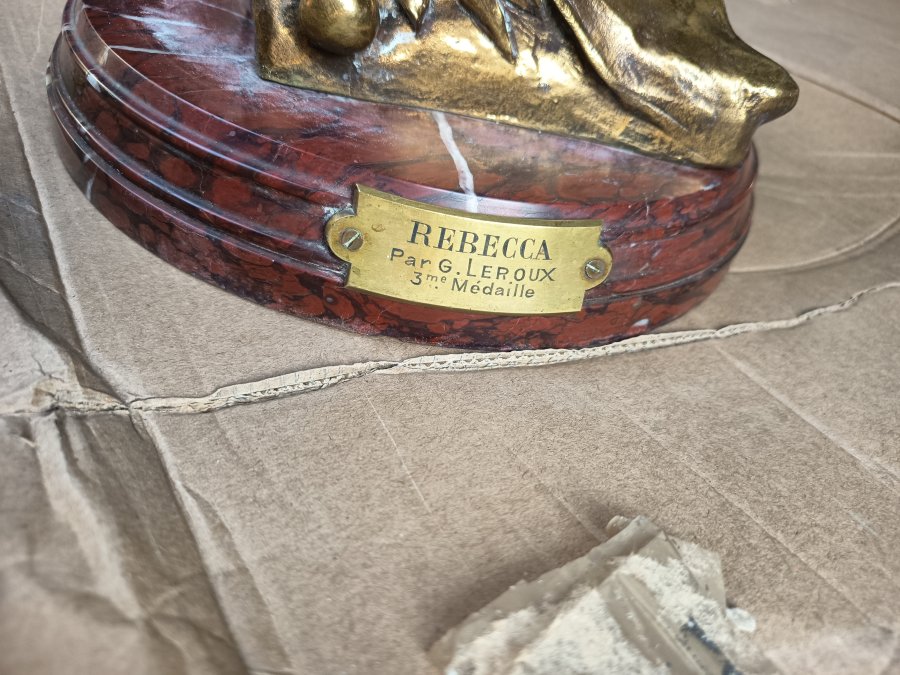 REBECCA
Par G. LEROUX
3me Médaille